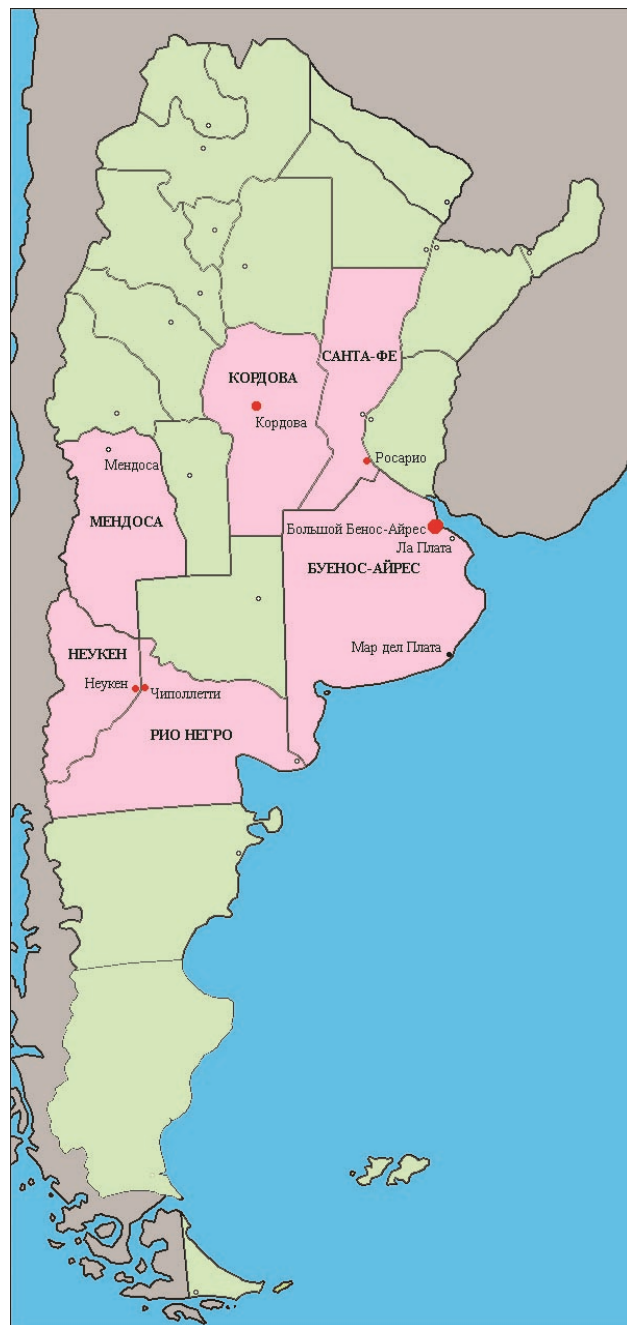 САНТА-ФЕ
КОРДОВА
Кордова
Мендоса
Росарио
МЕНДОСА
Большой Бенос-Айрес
Ла Плата
БУЕНОС-АЙРЕС
НЕУКЕН
Мар дел Плата
Неукен
Чиполлетти
РИО НЕГРО